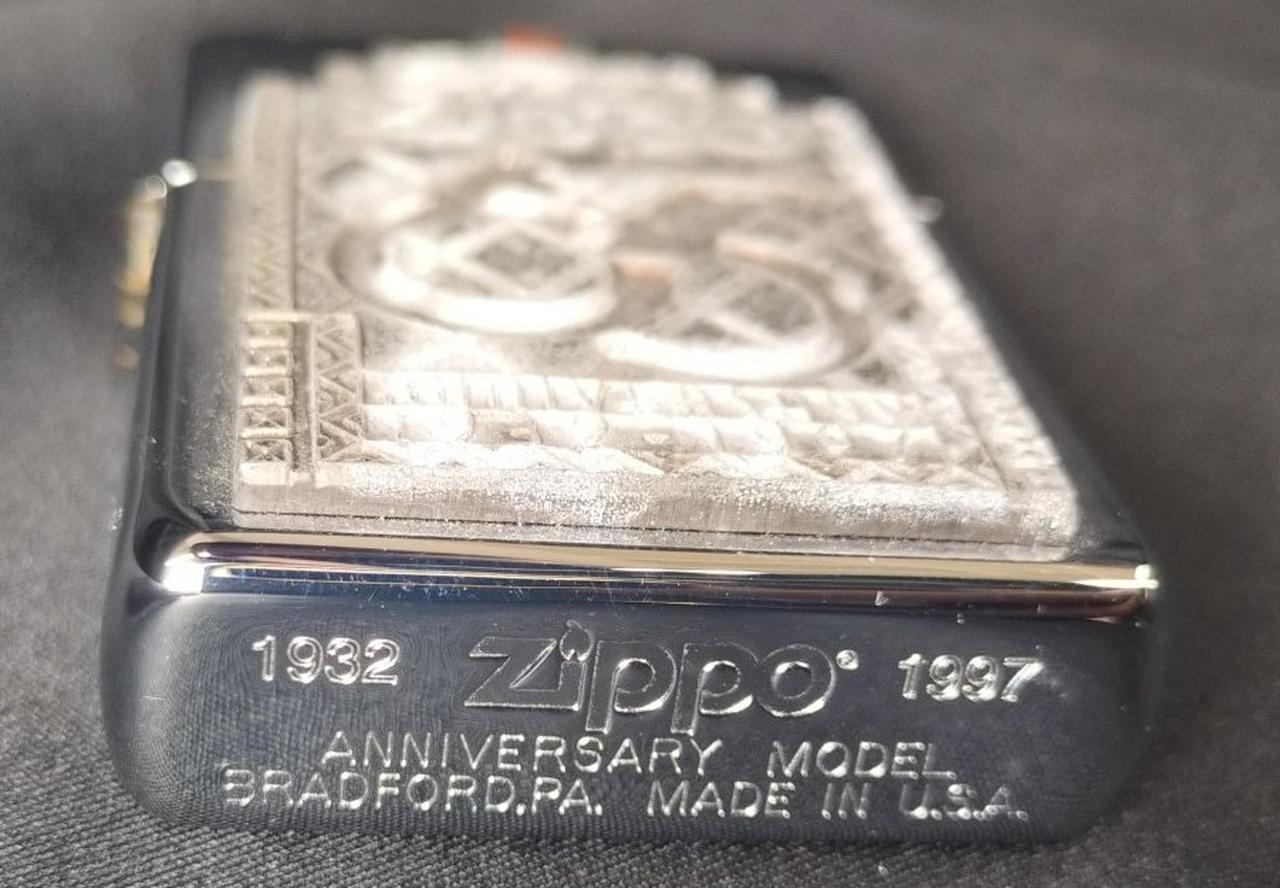 1932 Zippo® 1997
ANNIVERSARY MODEL
BRADFORD,PA. MADE IN U.S.A.